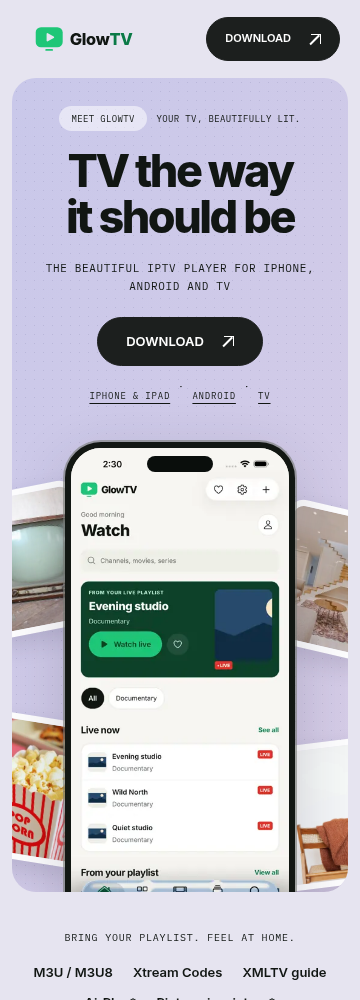 GlowTV
DOWNLOAD
MEET GLOWTV
YOUR TV, BEAUTIFULLY LIT.
TV the way
it should be
THE BEAUTIFUL IPTV PLAYER FOR IPHONE,
ANDROID AND TV
DOWNLOAD
IPHONE & IPAD · ANDROID · TV
2:30
GlowTV
Good morning
Watch
Channels, movies, series
FROM YOUR LIVE PLAYLIST
Evening studio
Documentary
Watch live
LIVE
All
Documentary
Live now
See all
Evening studio
LIVE
Documentary
Wild North
LIVE
Documentary
Quiet studio
LIVE
Documentary
From your playlist
View all
POP
CORN
BRING YOUR PLAYLIST. FEEL AT HOME.
M3U / M3U8 Xtream Codes XMLTV guide